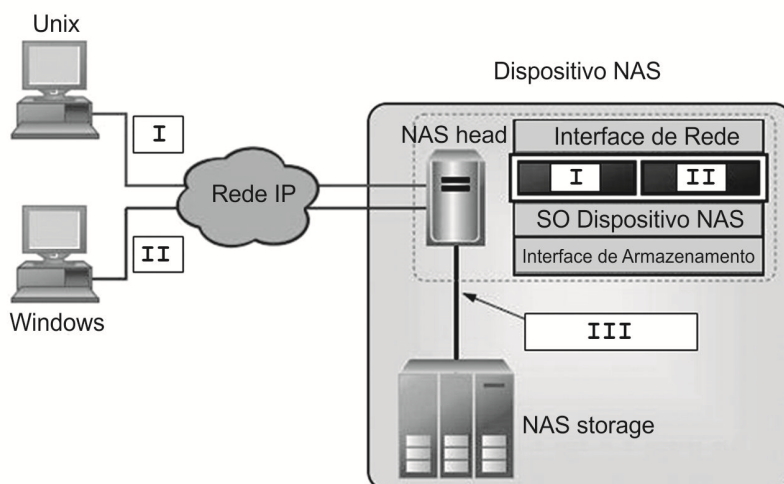 Unix
I
Rede IP
II
Windows
Dispositivo NAS
NAS head
Interface de Rede
I II
SO Dispositivo NAS
Interface de Armazenamento
III
NAS storage